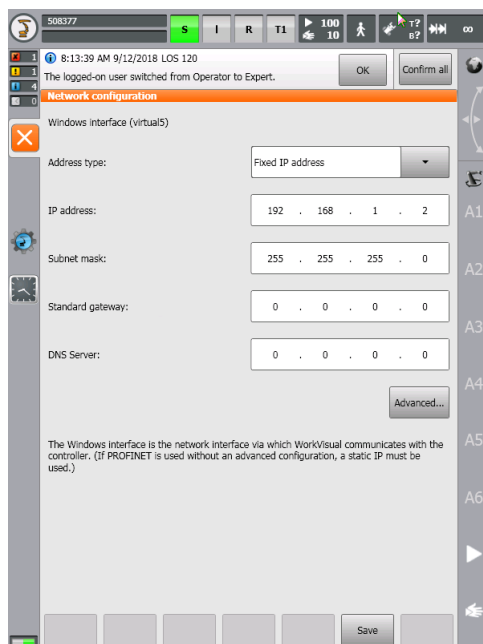 508377
S I R T1 100 10 T? B? ∞
1 8:13:39 AM 9/12/2018 LOS 120
1 The logged-on user switched from Operator to Expert. OK Confirm all
4
0 Network configuration
Windows interface (virtual5)
Address type: Fixed IP address
IP address: 192 . 168 . 1 . 2
A1
Subnet mask: 255 . 255 . 255 . 0
A2
Standard gateway: 0 . 0 . 0 . 0
A3
DNS Server: 0 . 0 . 0 . 0
A4
Advanced...
The Windows interface is the network interface via which WorkVisual communicates with the
A5
controller. (If PROFINET is used without an advanced configuration, a static IP must be
used.)
A6
Save